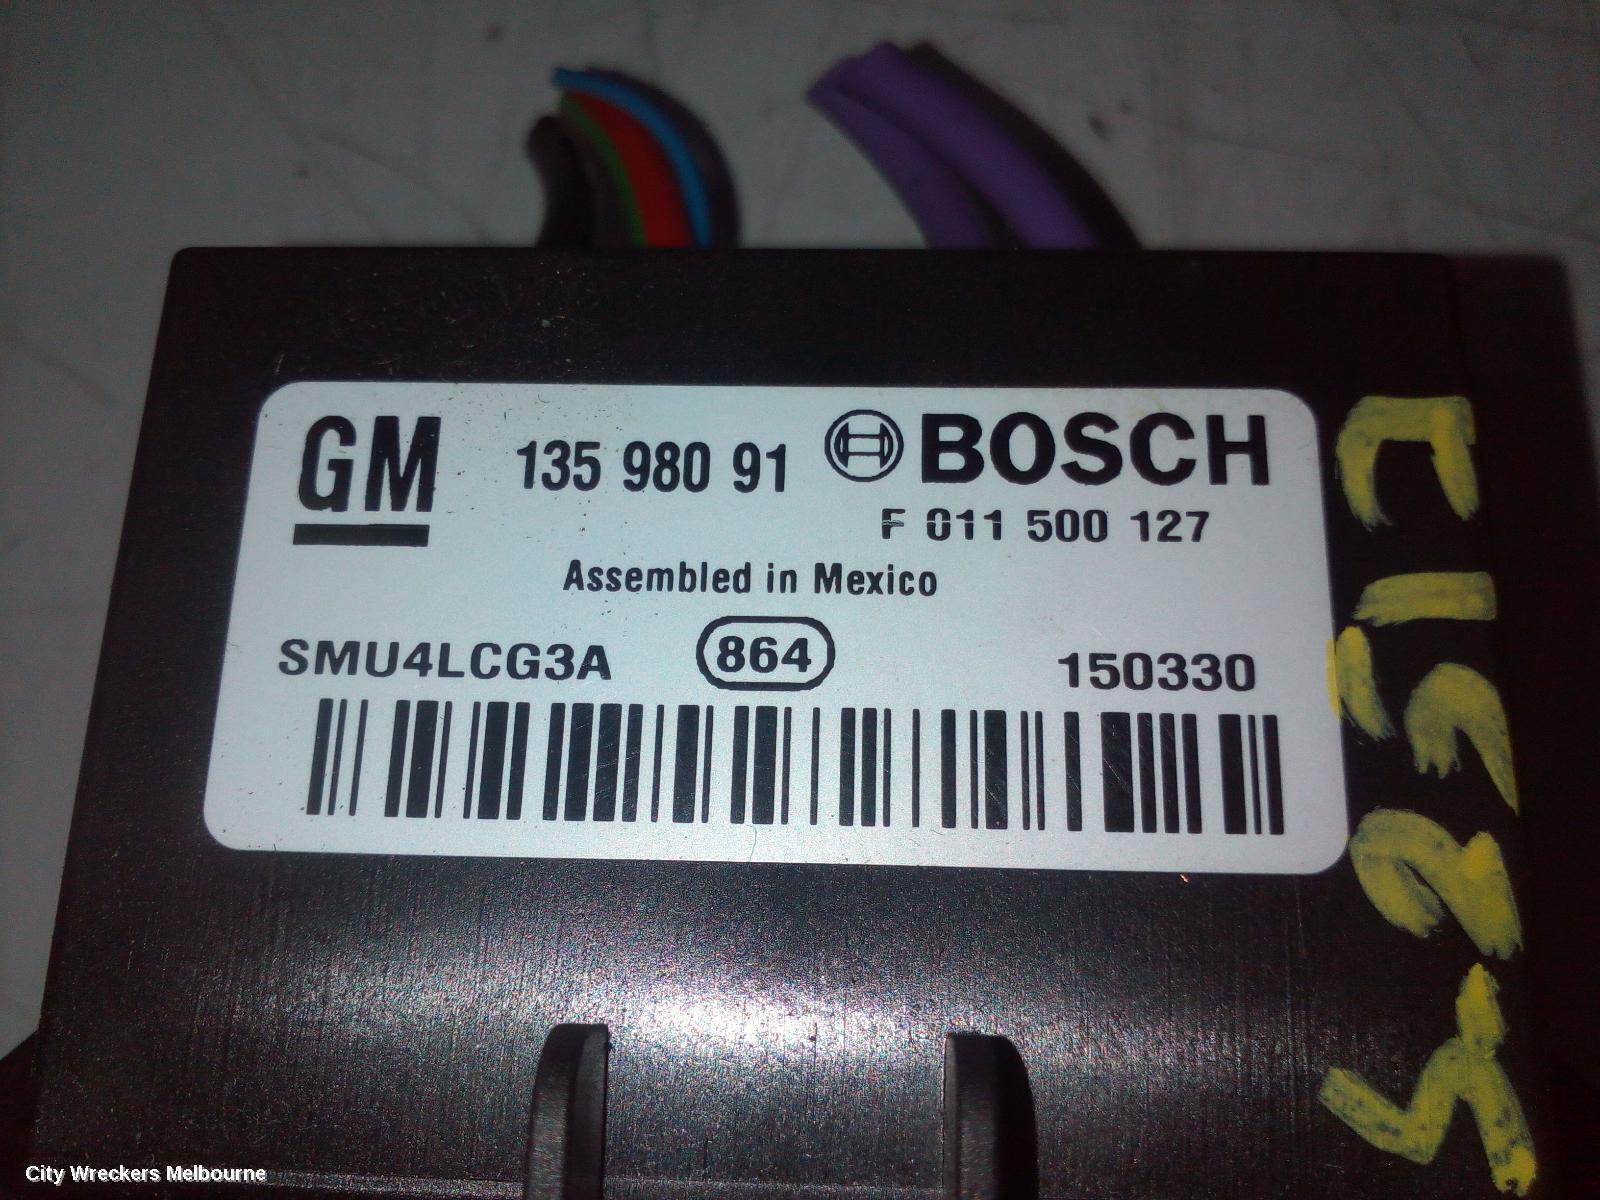 GM 135 980 91 BOSCH
F 011 500 127
Assembled in Mexico
SMU4LCG3A 864 150330
City Wreckers Melbourne